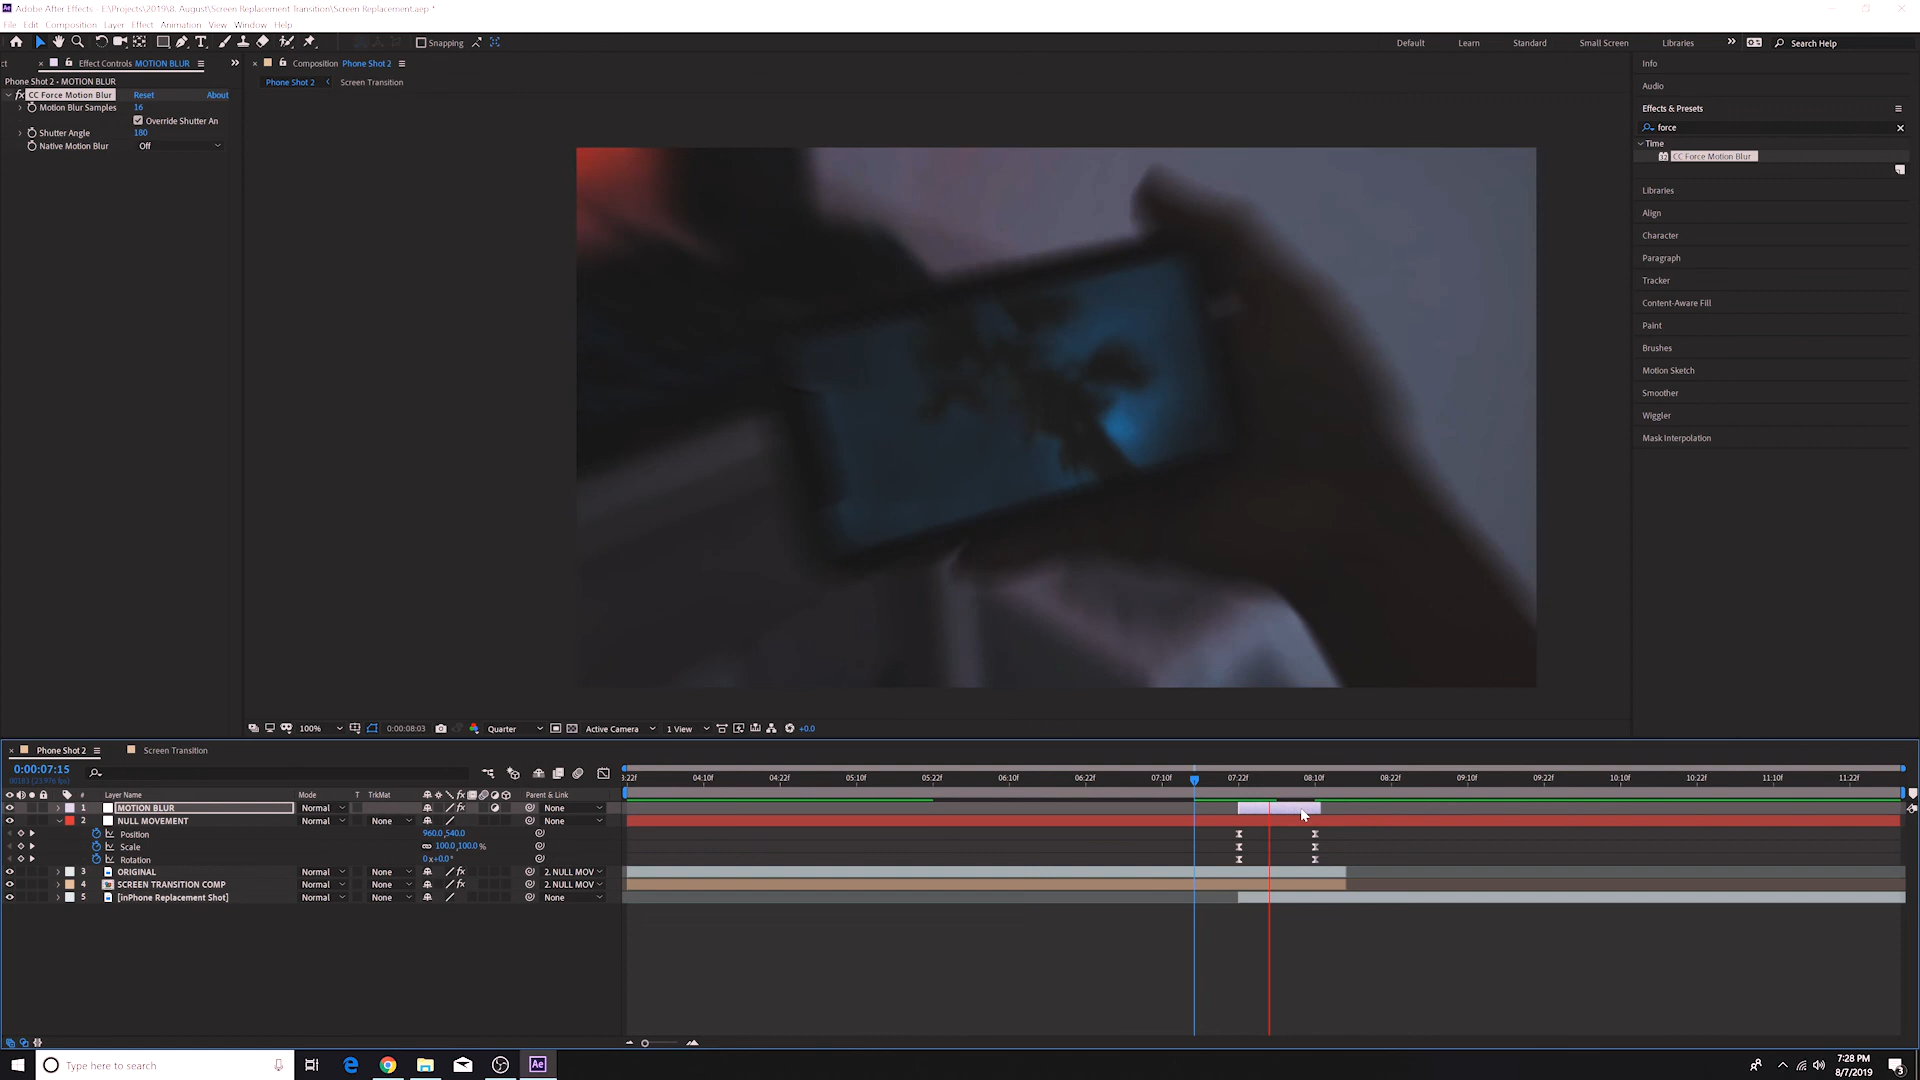 Adobe After Effects - E:\Projects\2019\8. August\Screen Replacement Transition\Screen Replacement.aep *
File Edit Composition Layer Effect Animation View Window Help
Snapping
Default Learn Standard Small Screen Libraries Search Help
Effect Controls MOTION BLUR
Composition Phone Shot 2
Info
Phone Shot 2 • MOTION BLUR
Phone Shot 2 Screen Transition
Audio
fx CC Force Motion Blur Reset About
Motion Blur Samples 16
Override Shutter An
Shutter Angle 180
Native Motion Blur Off
Effects & Presets
force
Time
CC Force Motion Blur
Libraries
Align
Character
Paragraph
Tracker
Content-Aware Fill
Paint
Brushes
Motion Sketch
Smoother
Wiggler
Mask Interpolation
100% 0:00:08:03 Quarter Active Camera 1 View +0.0
Phone Shot 2 Screen Transition
0:00:07:15
00183 (23.976 fps)
3:22f 04:10f 04:22f 05:10f 05:22f 06:10f 06:22f 07:10f 07:22f 08:10f 08:22f 09:10f 09:22f 10:10f 10:22f 11:10f 11:22f
# Layer Name Mode T TrkMat Parent & Link
1 MOTION BLUR Normal None
2 NULL MOVEMENT Normal None None
Position 960.0,540.0
Scale 100.0,100.0 %
Rotation 0x+0.0°
3 ORIGINAL Normal None 2. NULL MOV
4 SCREEN TRANSITION COMP Normal None 2. NULL MOV
5 [inPhone Replacement Shot] Normal None None
Type here to search
Ae
7:28 PM
8/7/2019
3